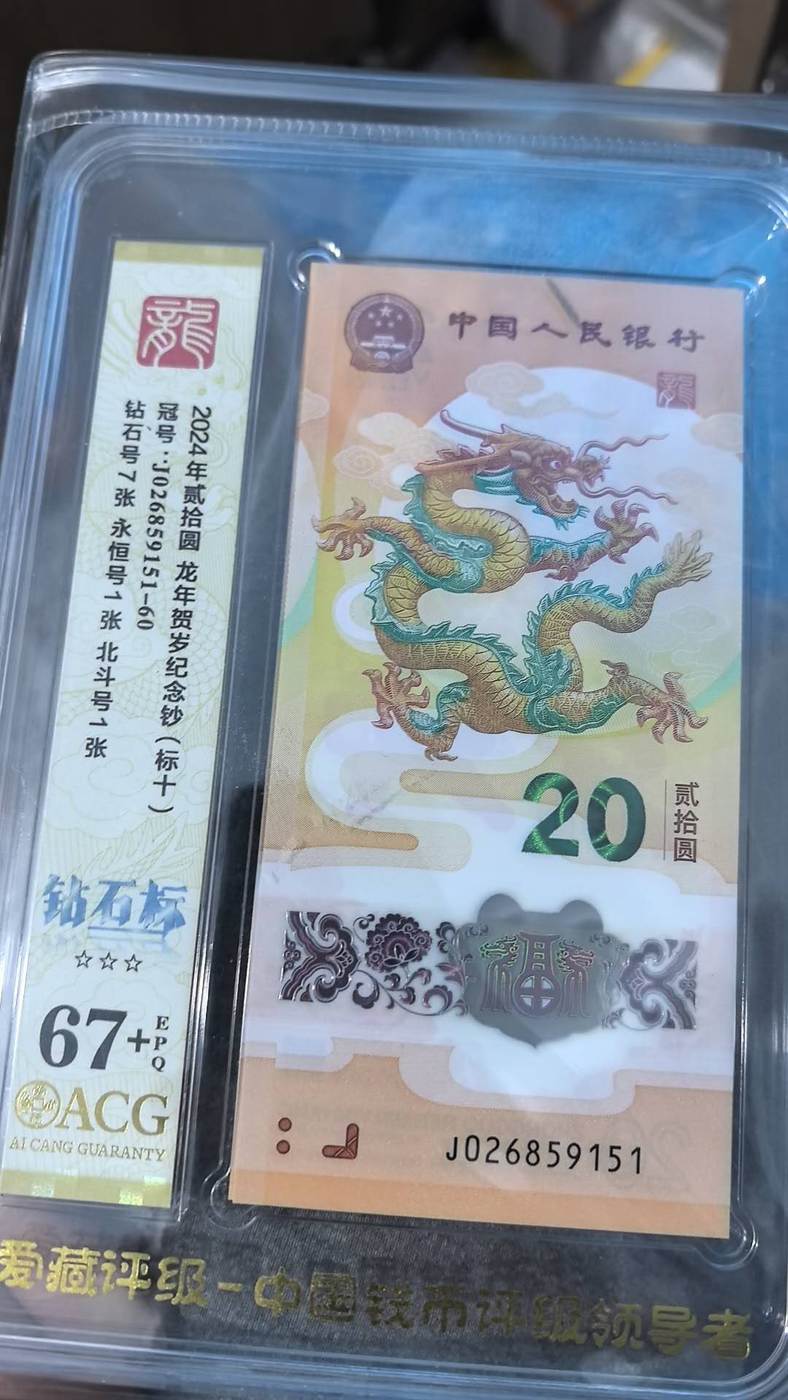 龍
2024年贰拾圆 龙年贺岁纪念钞(标十)
冠号:J026859151-60
钻石号7张 永恒号1张 北斗号1张
钻石标
☆☆☆
67+
EPQ
ACG
AI CANG GUARANTY
中国人民银行
龍
20
贰拾圆
福
J026859151
爱藏评级-中国钱币评级领导者